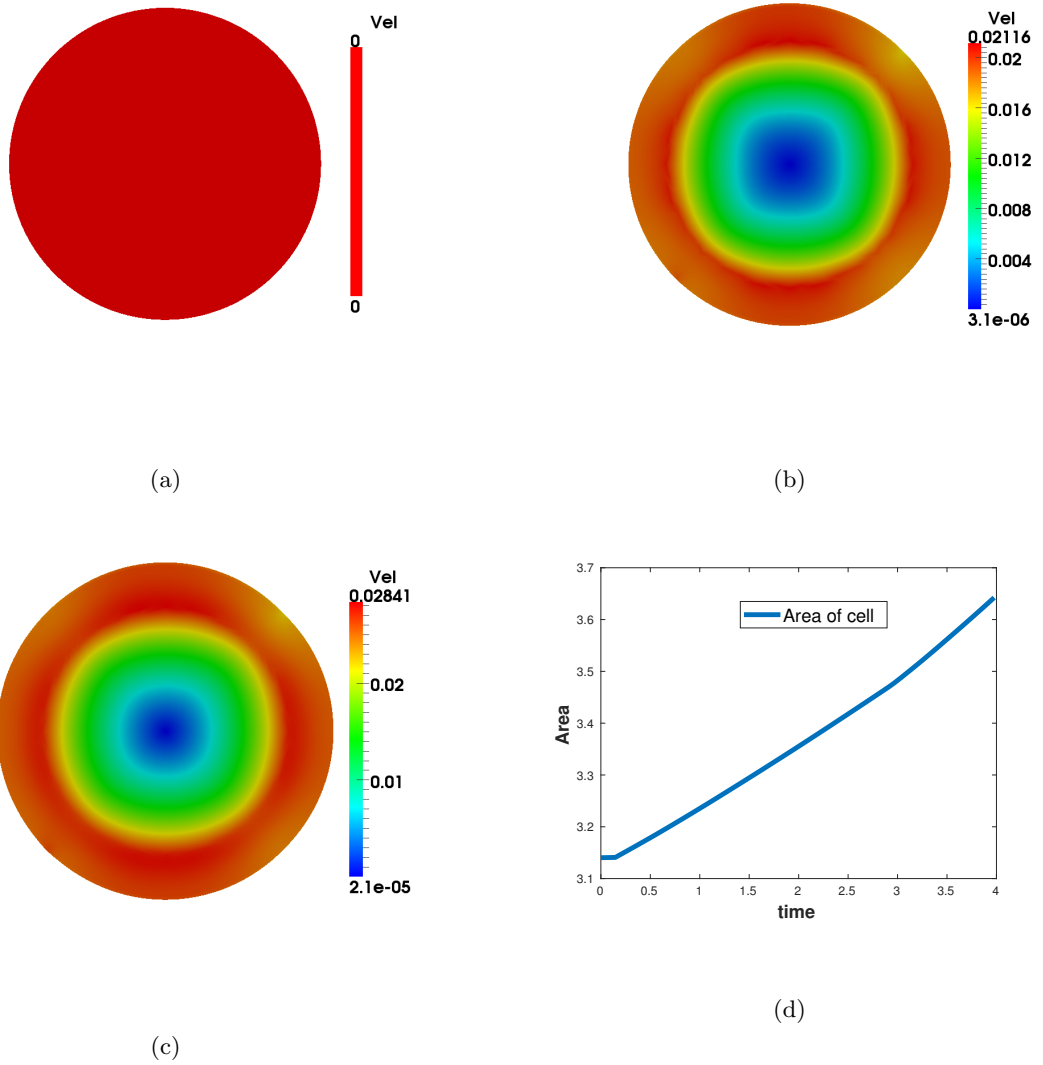 Vel
0
0
(a)
Vel
0.02116
0.02
0.016
0.012
0.008
0.004
3.1e-06
(b)
Vel
0.02841
0.02
0.01
2.1e-05
(c)
3.7
3.6
3.5
3.4
3.3
3.2
3.1
Area
Area of cell
0 0.5 1 1.5 2 2.5 3 3.5 4
time
(d)